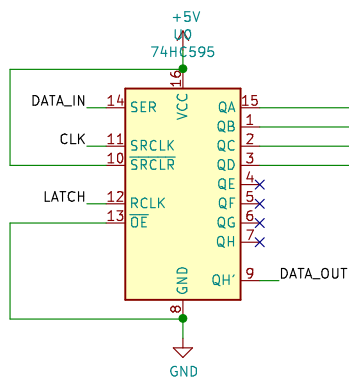 +5V
U9
74HC595
16
VCC
DATA_IN 14 SER QA 15
QB 1
CLK 11 SRCLK QC 2
10 SRCLR QD 3
QE 4
LATCH 12 RCLK QF 5
13 OE QG 6
QH 7
GND QH' 9 DATA_OUT
8
GND